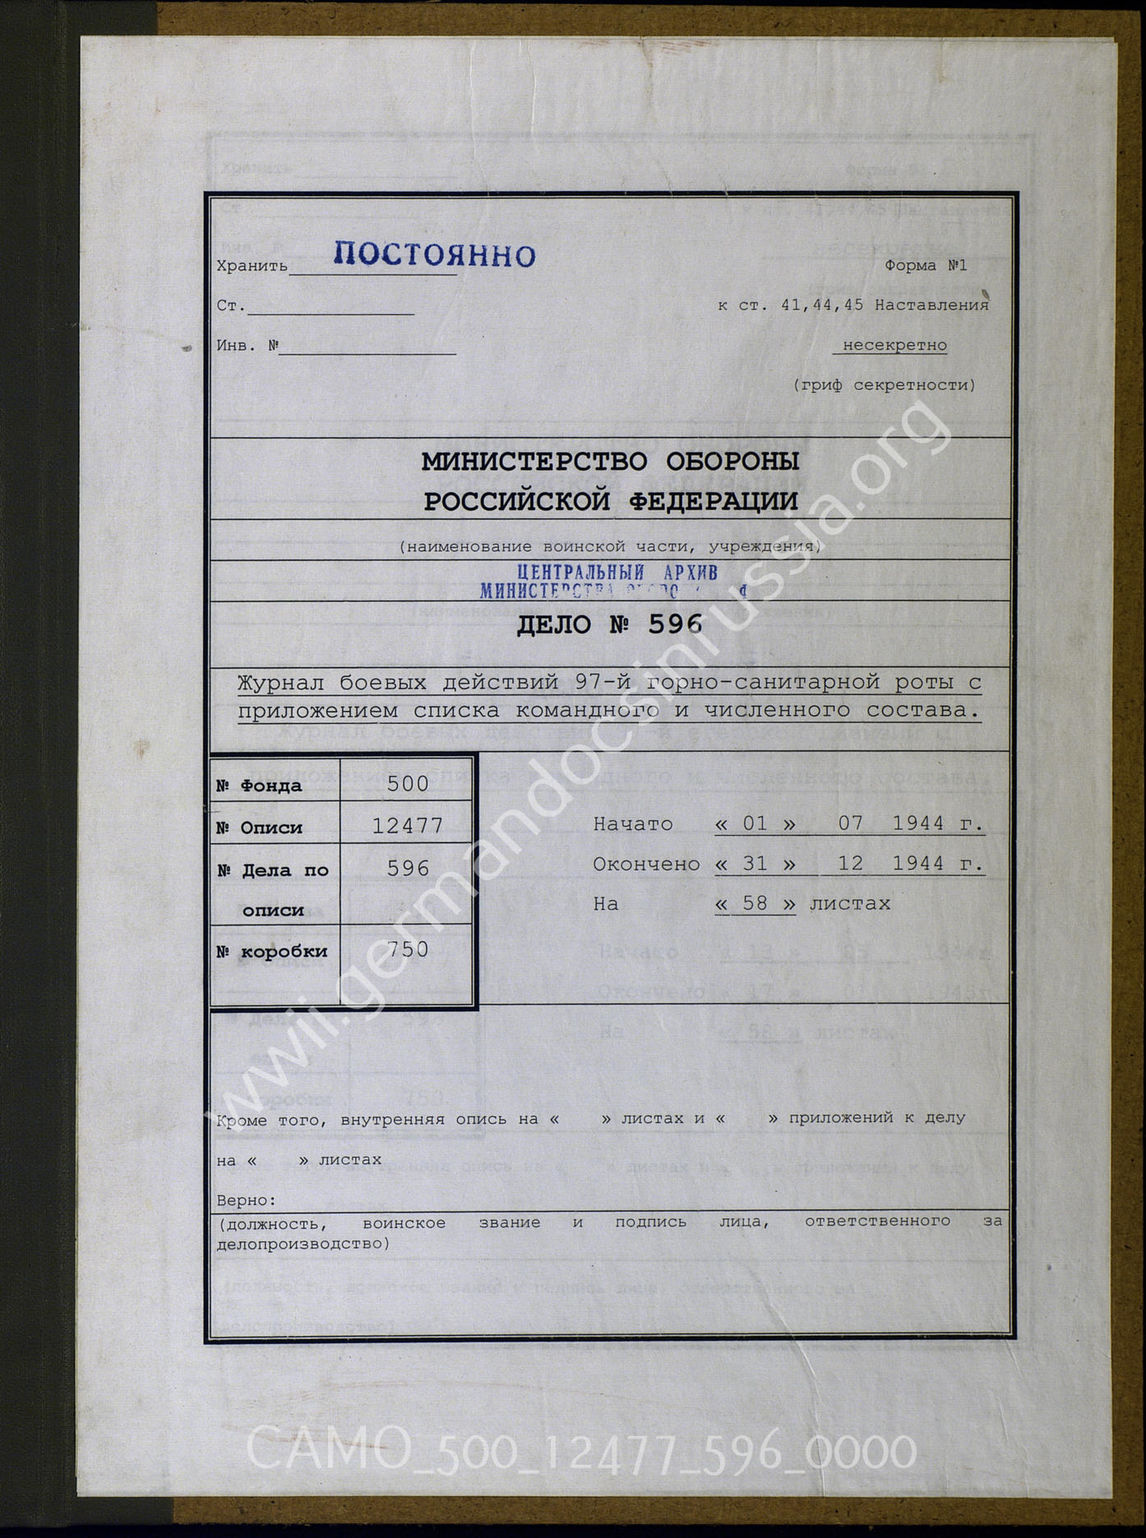 Хранить ПОСТОЯННО
Форма №1
Ст.
к ст. 41,44,45 Наставления
Инв. №
несекретно
(гриф секретности)
МИНИСТЕРСТВО ОБОРОНЫ
РОССИЙСКОЙ ФЕДЕРАЦИИ
(наименование воинской части, учреждения)
ЦЕНТРАЛЬНЫЙ АРХИВ
МИНИСТЕРСТВА
ДЕЛО № 596
Журнал боевых действий 97-й горно-санитарной роты с
приложением списка командного и численного состава.
№ Фонда 500
№ Описи 12477
№ Дела по описи 596
№ коробки 750
Начато « 01 » 07 1944 г.
Окончено « 31 » 12 1944 г.
На « 58 » листах
Кроме того, внутренняя опись на « » листах и « » приложений к делу
на « » листах
Верно:
(должность, воинское звание и подпись лица, ответственного за
делопроизводство)
www.germandocsinrussia.org
CAMO_500_12477_596_0000